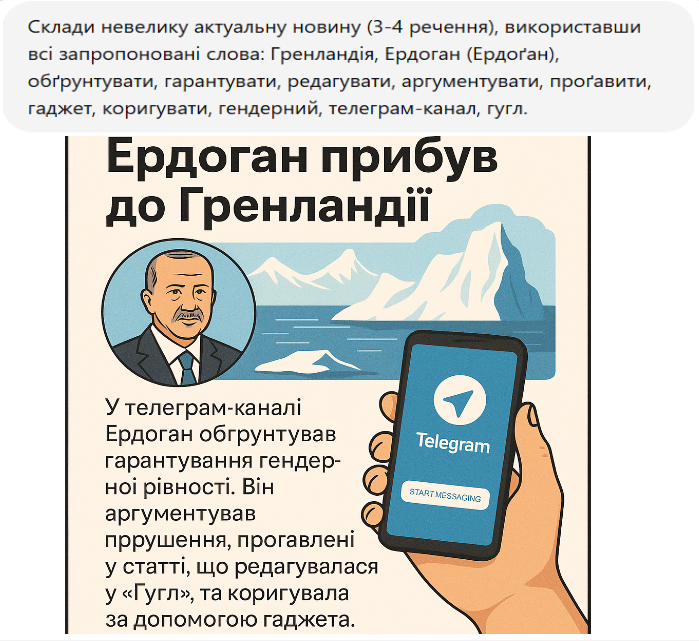 Склади невелику актуальну новину (3-4 речення), використавши
всі запропоновані слова: Гренландія, Ердоган (Ердоґан),
обґрунтувати, гарантувати, редагувати, аргументувати, проґавити,
гаджет, коригувати, гендерний, телеграм-канал, гугл.
Ердоган прибув
до Гренландії
У телеграм-каналі
Ердоган обгрунтував
гарантування гендер-
ної рівності. Він
аргументував
пррушення, прогавлені
у статті, що редагувалася
у «Гугл», та коригувала
за допомогою гаджета.
Telegram
START MESSAGING